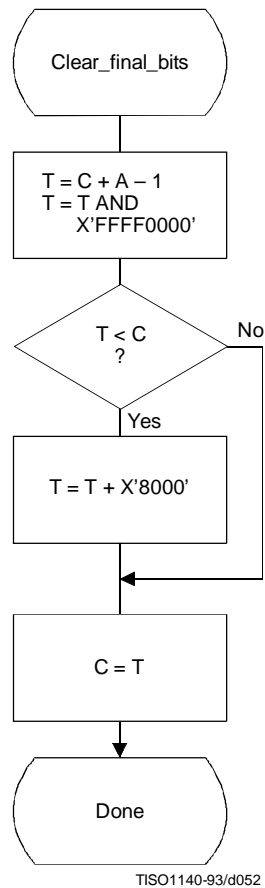 Clear_final_bits
T = C + A – 1
T = T AND
X'FFFF0000'
T < C
?
No
Yes
T = T + X'8000'
C = T
Done
TISO1140-93/d052